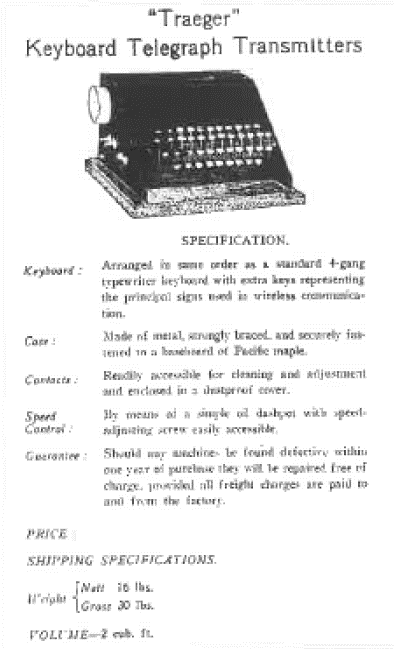 "Traeger"
Keyboard Telegraph Transmitters
SPECIFICATION.
Keyboard : Arranged in same order as a standard 4-gang
typewriter keyboard with extra keys representing
the principal signs used in wireless communica-
tion.
Case : Made of metal, strongly braced, and securely fas-
tened to a baseboard of Pacific maple.
Contacts : Readily accessible for cleaning and adjustment
and enclosed in a dustproof cover.
Speed
Control : By means of a simple oil dashpot with speed-
adjusting screw easily accessible.
Guarantee : Should any machines be found defective within
one year of purchase they will be repaired free of
charge, provided all freight charges are paid to
and from the factory.
PRICE :
SHIPPING SPECIFICATIONS.
Weight { Nett 16 lbs.
Gross 30 lbs.
VOLUME—2 cub. ft.